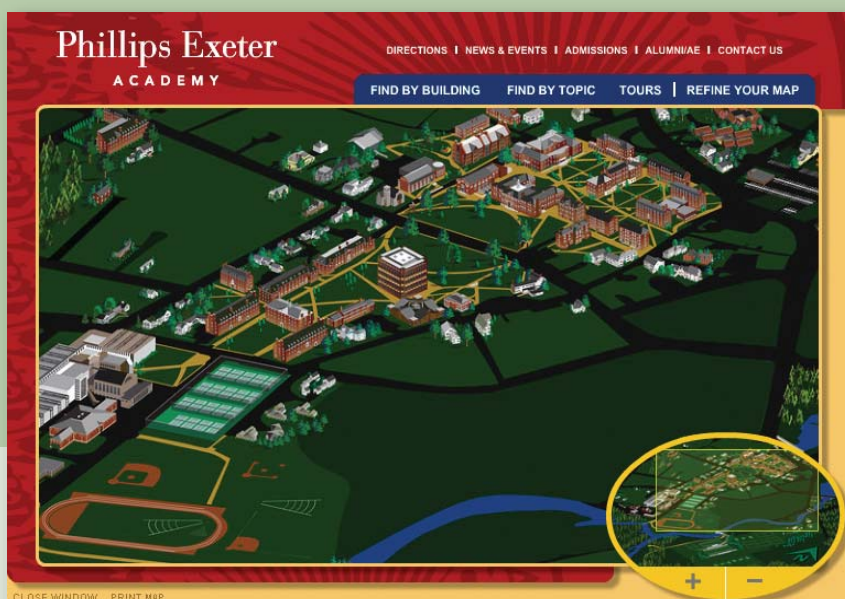 Phillips Exeter
ACADEMY
DIRECTIONS | NEWS & EVENTS | ADMISSIONS | ALUMNI/AE | CONTACT US
FIND BY BUILDING FIND BY TOPIC TOURS | REFINE YOUR MAP
+ −
CLOSE WINDOW PRINT MAP